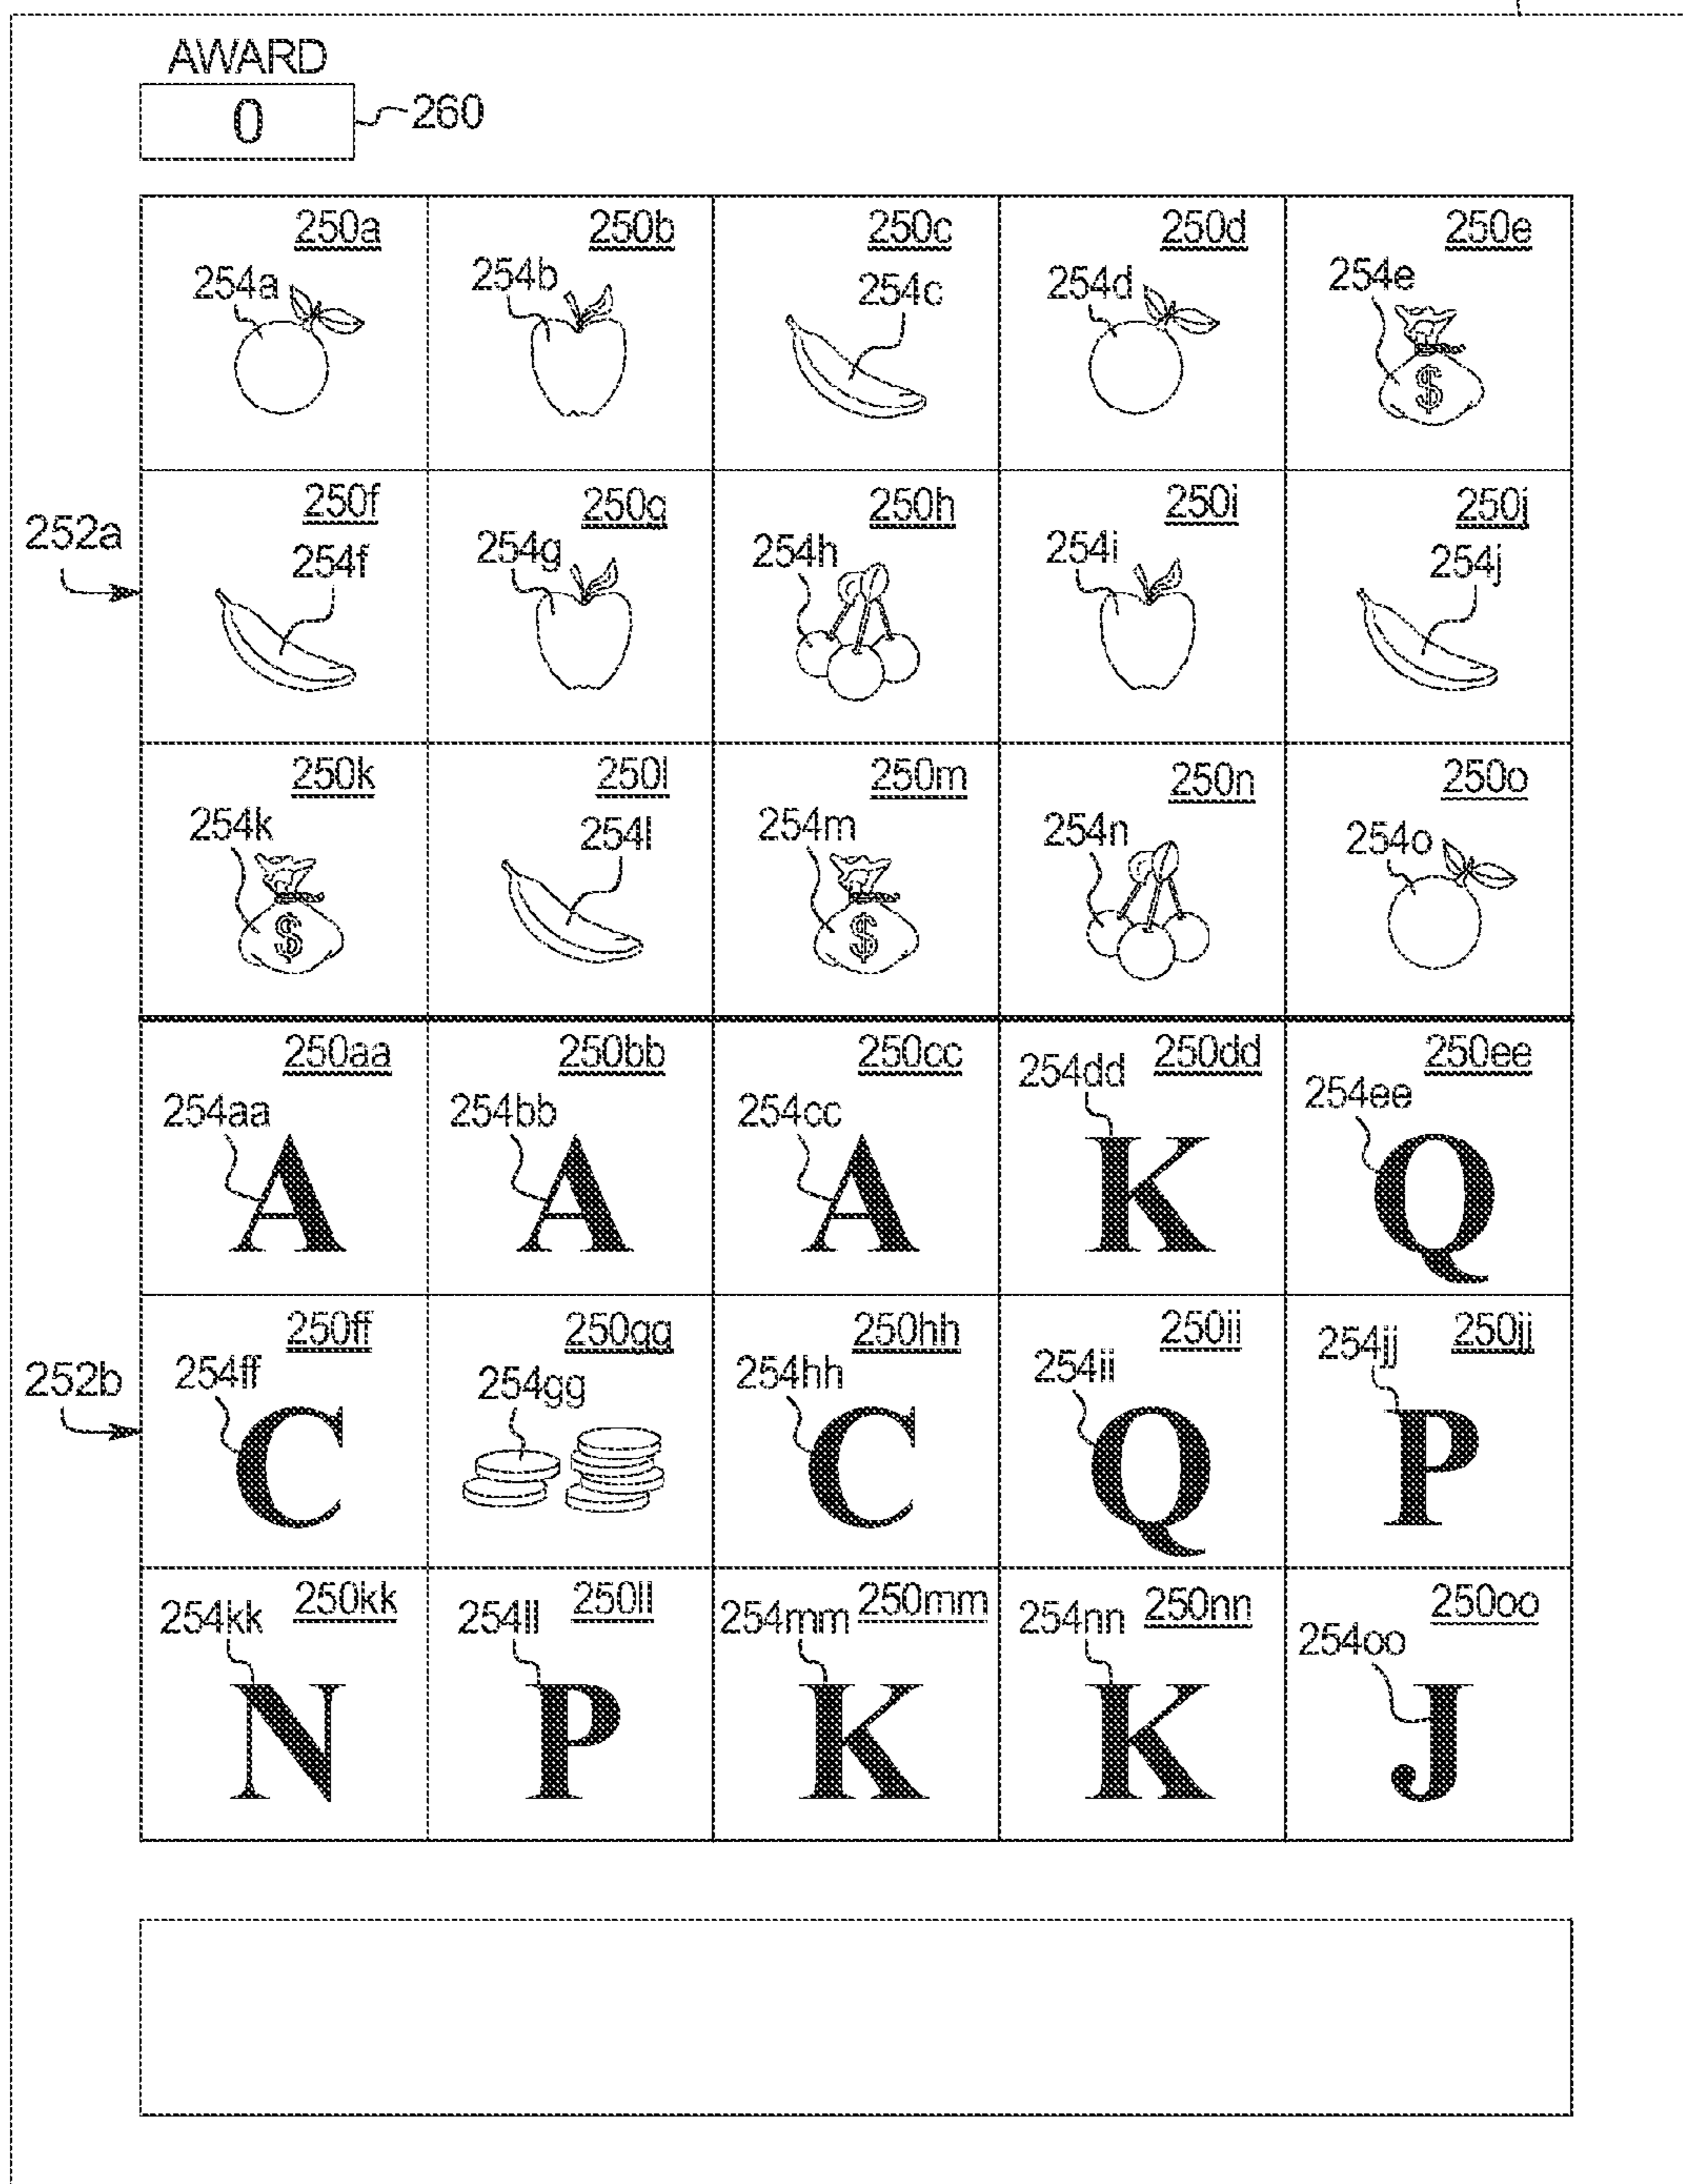 AWARD
0 260
250a 250b 250c 250d 250e
254a 254b 254c 254d 254e
$
252a
250f 250g 250h 250i 250j
254f 254g 254h 254i 254j
250k 250l 250m 250n 250o
254k 254l 254m 254n 254o
$ $
250aa 250bb 250cc 254dd 250dd 250ee
254aa 254bb 254cc 254ee
A A A K Q
252b
250ff 250gg 250hh 250ii 254jj 250jj
254ff 254gg 254hh 254ii
C C Q P
254kk 250kk 254ll 250ll 254mm 250mm 254nn 250nn 250oo
254oo
N P K K J